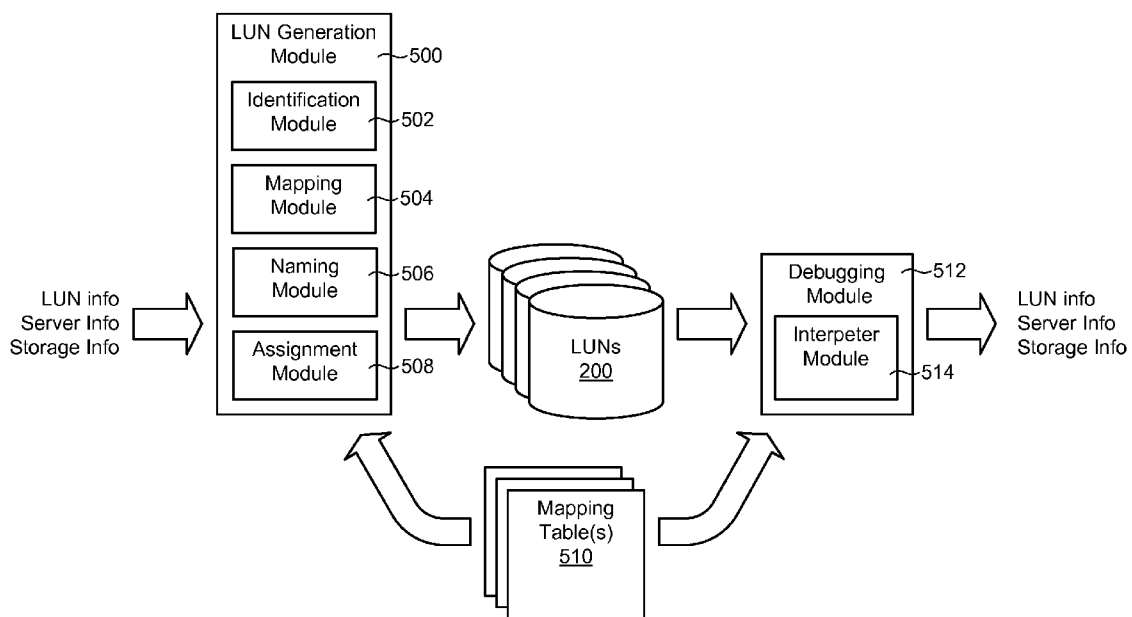 LUN Generation
Module
500
Identification
Module
502
Mapping
Module
504
Naming
Module
506
Assignment
Module
508
LUN info
Server Info
Storage Info
LUNs
200
Debugging
Module
512
Interpeter
Module
514
LUN info
Server Info
Storage Info
Mapping
Table(s)
510